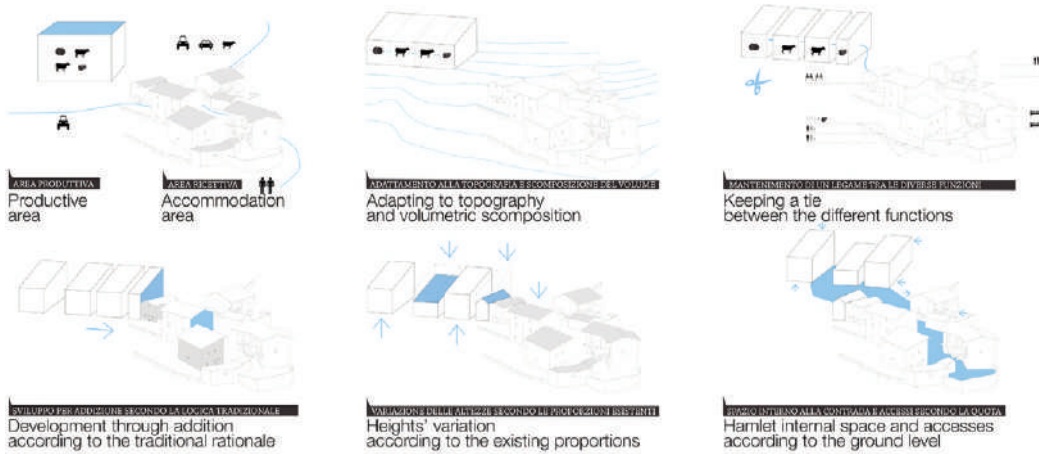 AREA PRODUTTIVA
Productive
area
AREA RICETTIVA
Accommodation
area
ADATTAMENTO ALLA TOPOGRAFIA E SCOMPOSIZIONE DEL VOLUME
Adapting to topography
and volumetric scomposition
MANTENIMENTO DI UN LEGAME TRA LE DIVERSE FUNZIONI
Keeping a tie
between the different functions
SVILUPPO PER ADDIZIONE SECONDO LA LOGICA TRADIZIONALE
Development through addition
according to the traditional rationale
VARIAZIONE DELLE ALTEZZE SECONDO LE PROPORZIONI ESISTENTI
Heights' variation
according to the existing proportions
SPAZIO INTERNO ALLA CONTRADA E ACCESSI SECONDO LA QUOTA
Hamlet internal space and accesses
according to the ground level